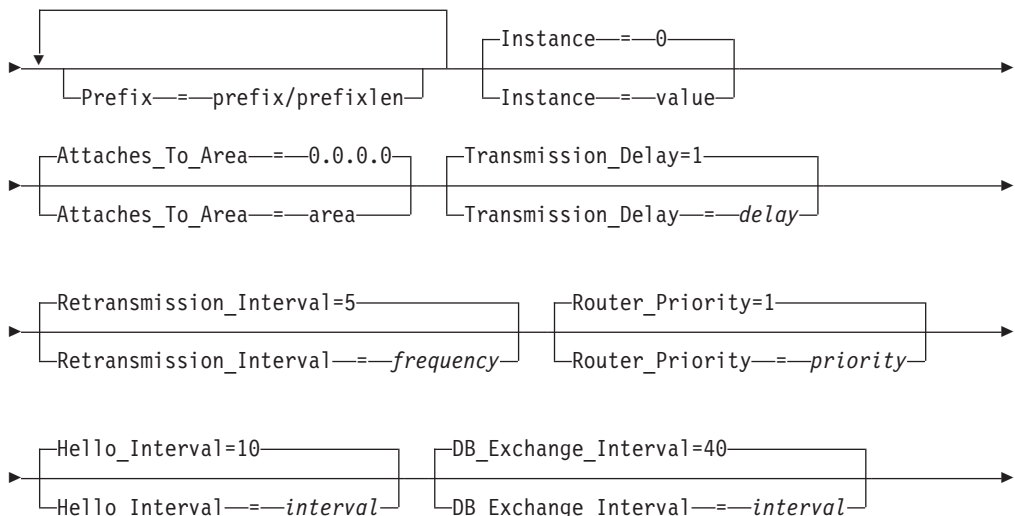 Instance = 0
Prefix = prefix/prefixlen Instance = value
Attaches_To_Area = 0.0.0.0 Transmission_Delay=1
Attaches_To_Area = area Transmission_Delay = delay
Retransmission_Interval=5 Router_Priority=1
Retransmission_Interval = frequency Router_Priority = priority
Hello_Interval=10 DB_Exchange_Interval=40
Hello_Interval = interval DB_Exchange_Interval = interval